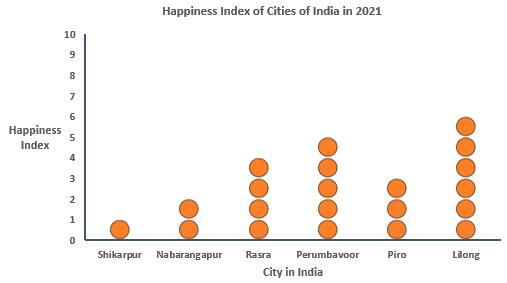 Happiness Index of Cities of India in 2021
10
9
8
7
6
5
4
3
2
1
0
Happiness
Index
Shikarpur Nabarangapur Rasra Perumbavoor Piro Lilong
City in India